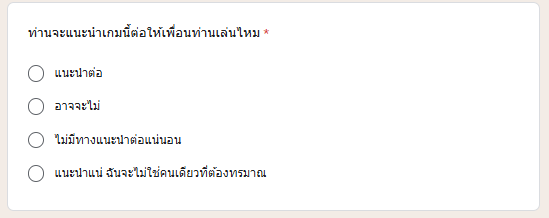 ท่านจะแนะนำเกมนี้ต่อให้เพื่อนท่านเล่นไหม *
แนะนำต่อ
อาจจะไม่
ไม่มีทางแนะนำต่อแน่นอน
แนะนำแน่ ฉันจะไม่ใช่คนเดียวที่ต้องทรมาณ